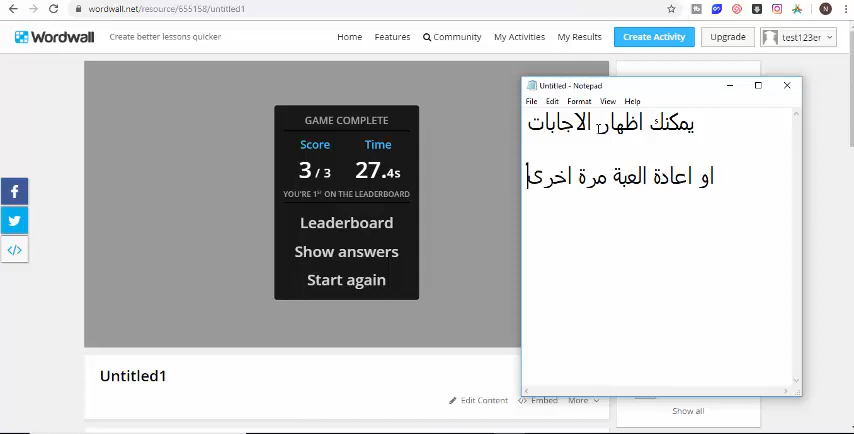 wordwall.net/resource/655158/untitled1
N
Wordwall
Create better lessons quicker
Home
Features
Community
My Activities
My Results
Create Activity
Upgrade
test123er
GAME COMPLETE
Score
Time
3 / 3
27.4s
YOU'RE 1ST ON THE LEADERBOARD
Leaderboard
Show answers
Start again
Untitled - Notepad
File Edit Format View Help
يمكنك اظهار الاجابات
او اعادة العبة مرة اخرى
Untitled1
Edit Content
Embed
More
Show all